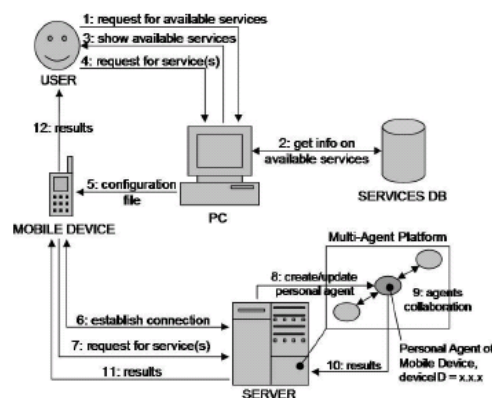 1: request for available services
3: show available services
4: request for service(s)
USER
12: results
2: get info on
available services
5: configuration
file
SERVICES DB
PC
MOBILE DEVICE
Multi-Agent Platform
8: create/update
personal agent
9: agents
collaboration
6: establish connection
7: request for service(s)
11: results
10: results
Personal Agent of
Mobile Device,
deviceID = x.x.x
SERVER